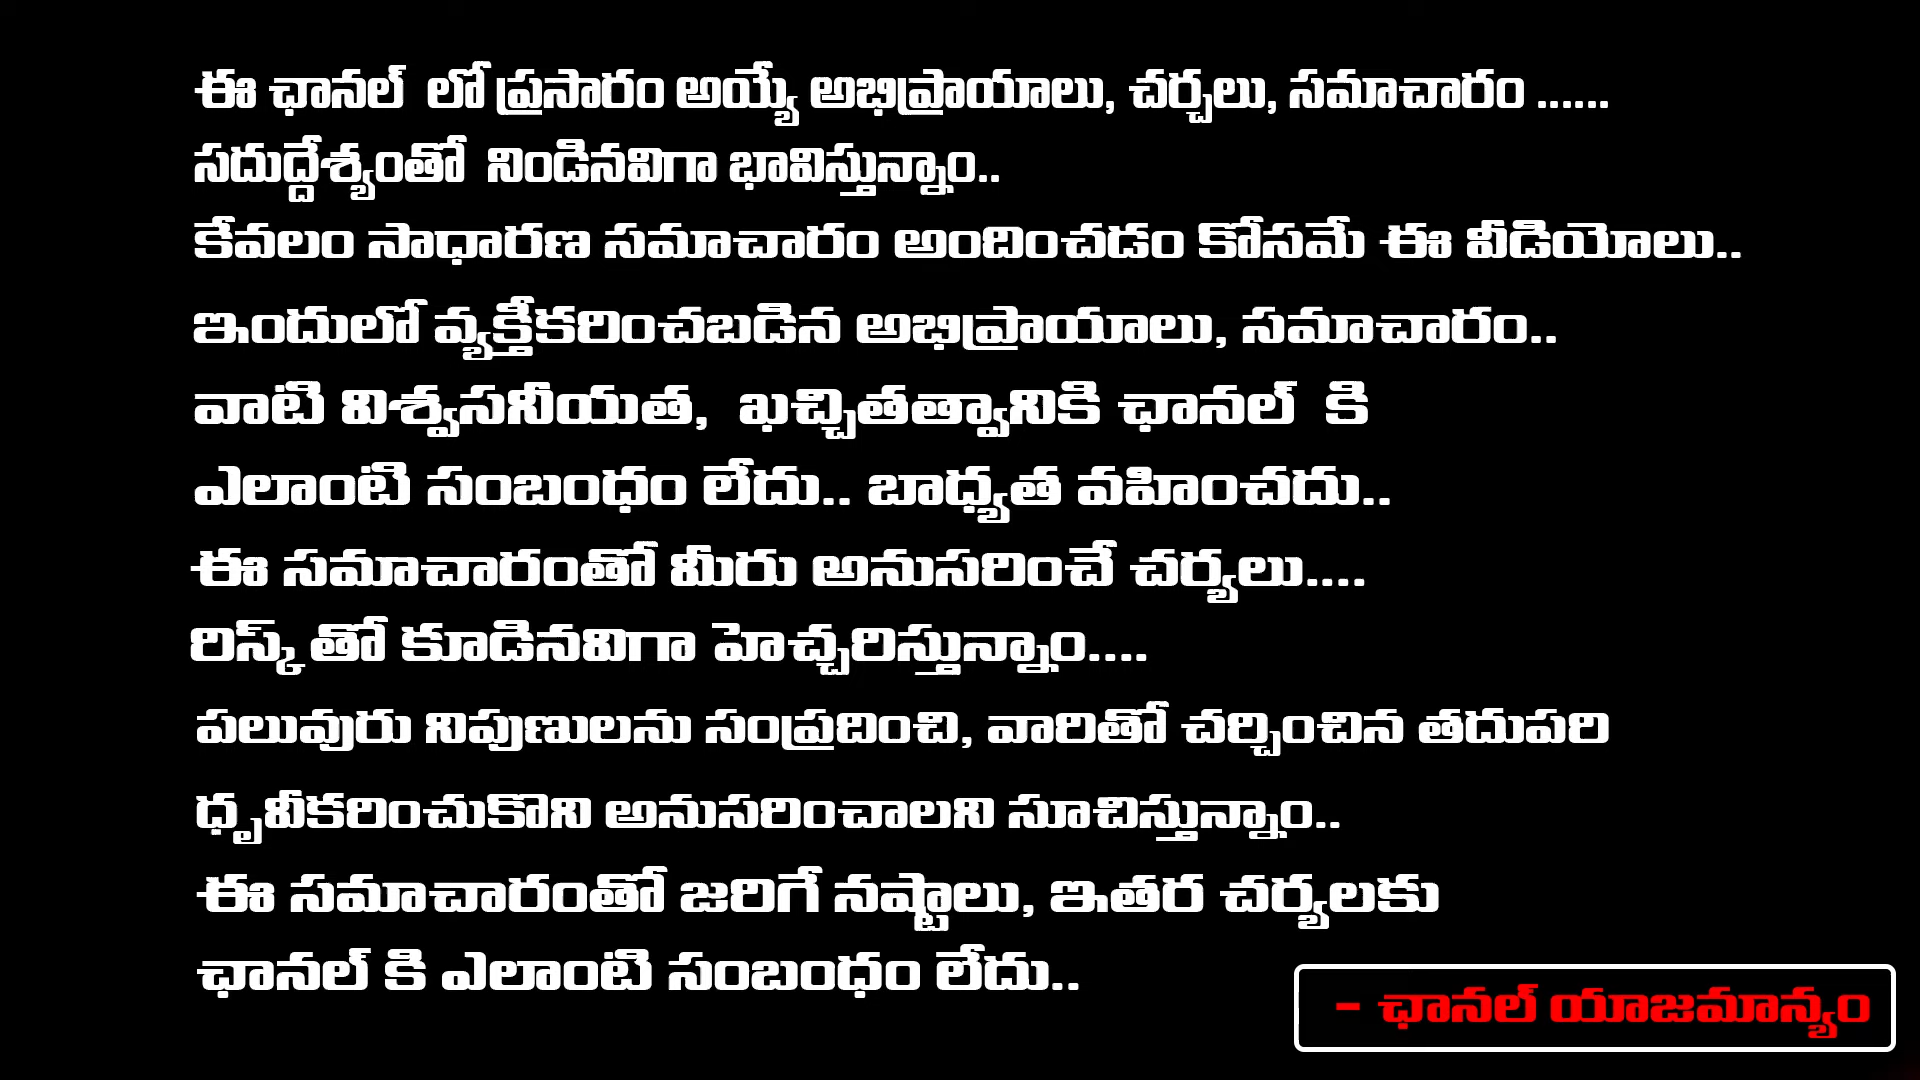 ఈ ఛానల్ లో ప్రసారం అయ్యే అభిప్రాయాలు, చర్చలు, సమాచారం ......
సదుద్దేశ్యంతో నిండినవిగా భావిస్తున్నాం..
కేవలం సాధారణ సమాచారం అందించడం కోసమే ఈ వీడియోలు..
ఇందులో వ్యక్తీకరించబడిన అభిప్రాయాలు, సమాచారం..
వాటి విశ్వసనీయత, ఖచ్చితత్వానికి ఛానల్ కి
ఎలాంటి సంబంధం లేదు.. బాధ్యత వహించదు..
ఈ సమాచారంతో మీరు అనుసరించే చర్యలు....
రిస్క్ తో కూడినవిగా హెచ్చరిస్తున్నాం....
పలువురు నిపుణులను సంప్రదించి, వారితో చర్చించిన తదుపరి
ధృవీకరించుకొని అనుసరించాలని సూచిస్తున్నాం..
ఈ సమాచారంతో జరిగే నష్టాలు, ఇతర చర్యలకు
ఛానల్ కి ఎలాంటి సంబంధం లేదు..
- ఛానల్ యాజమాన్యం